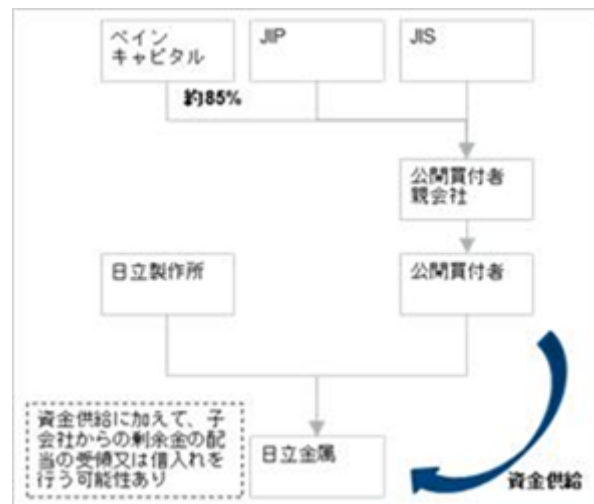 ベイン
キャピタル
JIP
JIS
約85%
公開買付者
親会社
日立製作所
公開買付者
資金供給に加えて、子
会社からの剰余金の配
当の受領又は借入れを
行う可能性あり
日立金属
資金供給